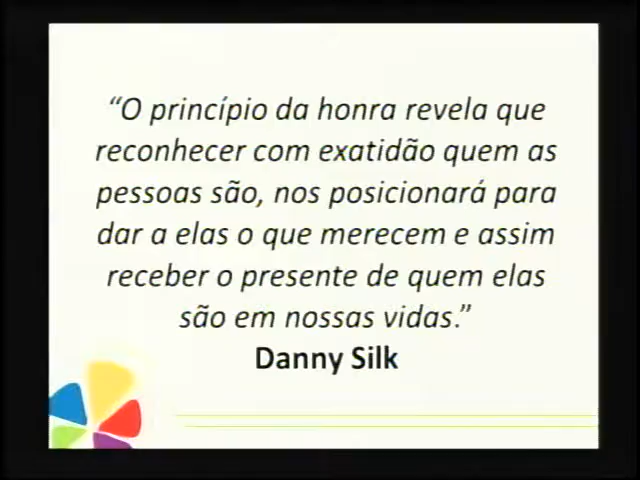 “O princípio da honra revela que
reconhecer com exatidão quem as
pessoas são, nos posicionará para
dar a elas o que merecem e assim
receber o presente de quem elas
são em nossas vidas.”
Danny Silk